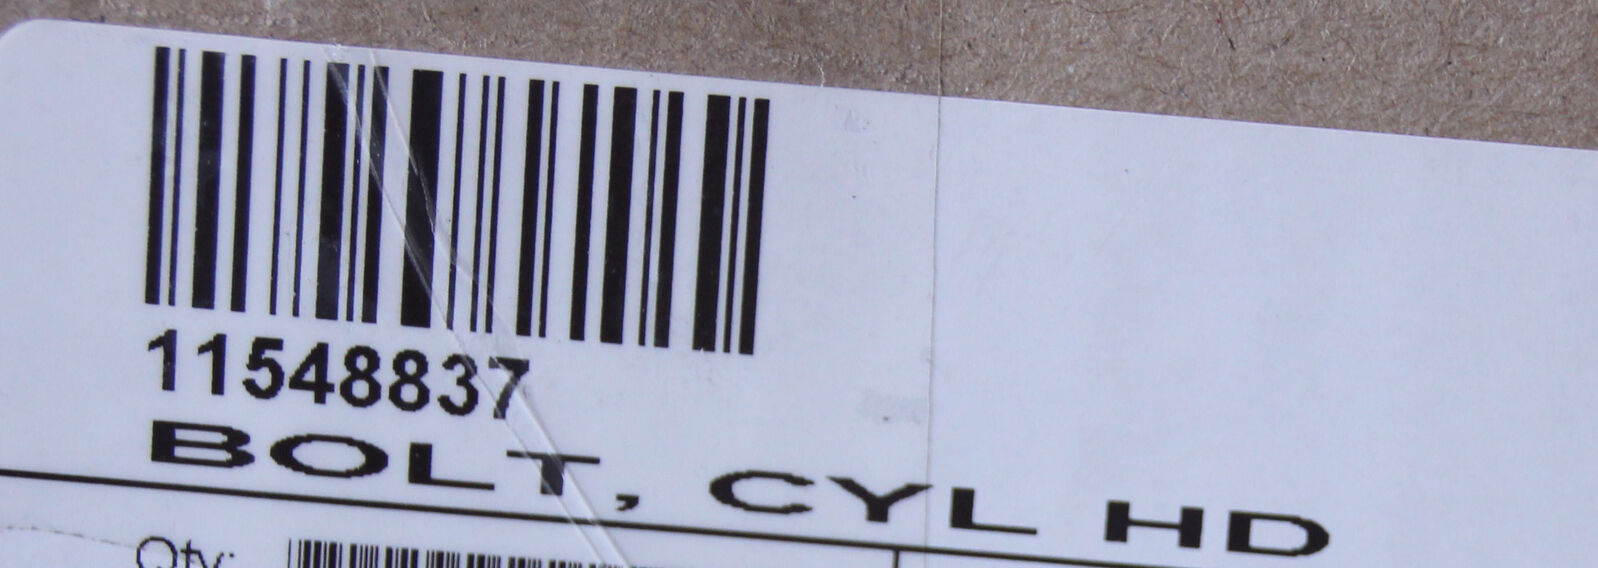 11548837
BOLT, CYL HD
Qty: